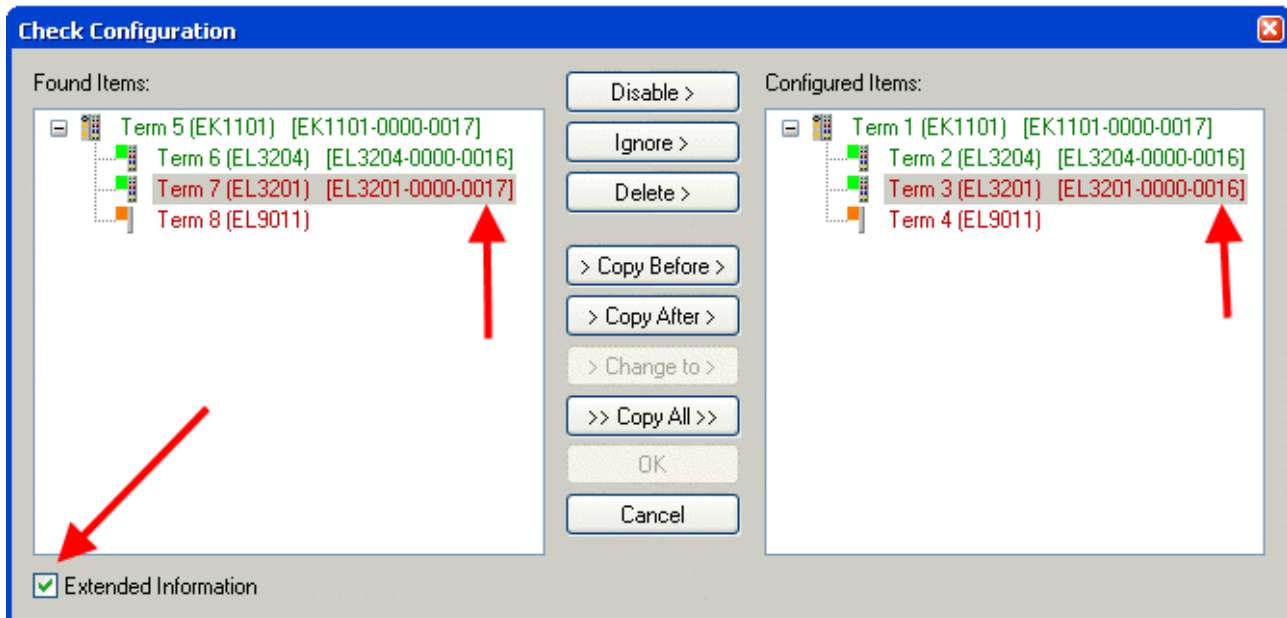 Check Configuration
Found Items:
Term 5 (EK1101) [EK1101-0000-0017]
Term 6 (EL3204) [EL3204-0000-0016]
Term 7 (EL3201) [EL3201-0000-0017]
Term 8 (EL9011)
Disable >
Ignore >
Delete >
> Copy Before >
> Copy After >
> Change to >
>> Copy All >>
OK
Cancel
Configured Items:
Term 1 (EK1101) [EK1101-0000-0017]
Term 2 (EL3204) [EL3204-0000-0016]
Term 3 (EL3201) [EL3201-0000-0016]
Term 4 (EL9011)
Extended Information